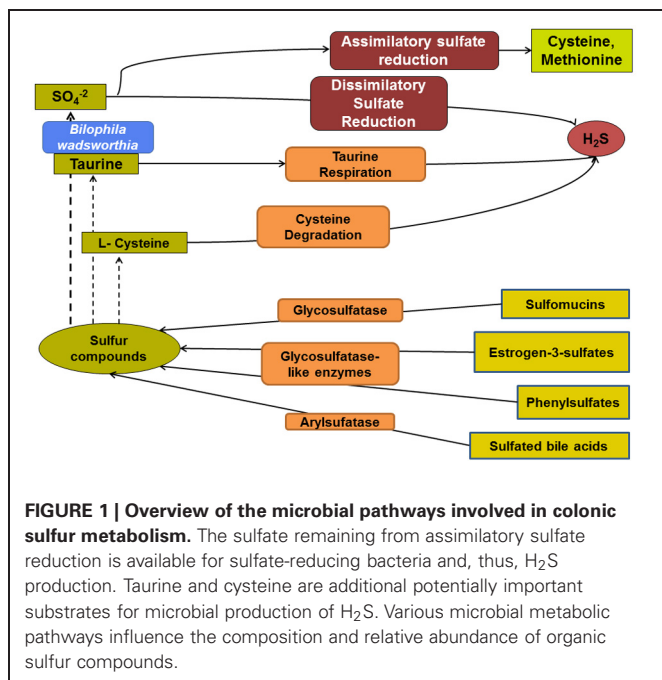 Assimilatory sulfate
reduction
Cysteine,
Methionine
SO₄⁻²
Dissimilatory
Sulfate
Reduction
H₂S
Bilophila
wadsworthia
Taurine
Taurine
Respiration
L- Cysteine
Cysteine
Degradation
Sulfur
compounds
Glycosulfatase
Sulfomucins
Glycosulfatase-
like enzymes
Estrogen-3-sulfates
Phenylsulfates
Arylsufatase
Sulfated bile acids
FIGURE 1 | Overview of the microbial pathways involved in colonic
sulfur metabolism. The sulfate remaining from assimilatory sulfate
reduction is available for sulfate-reducing bacteria and, thus, H₂S
production. Taurine and cysteine are additional potentially important
substrates for microbial production of H₂S. Various microbial metabolic
pathways influence the composition and relative abundance of organic
sulfur compounds.